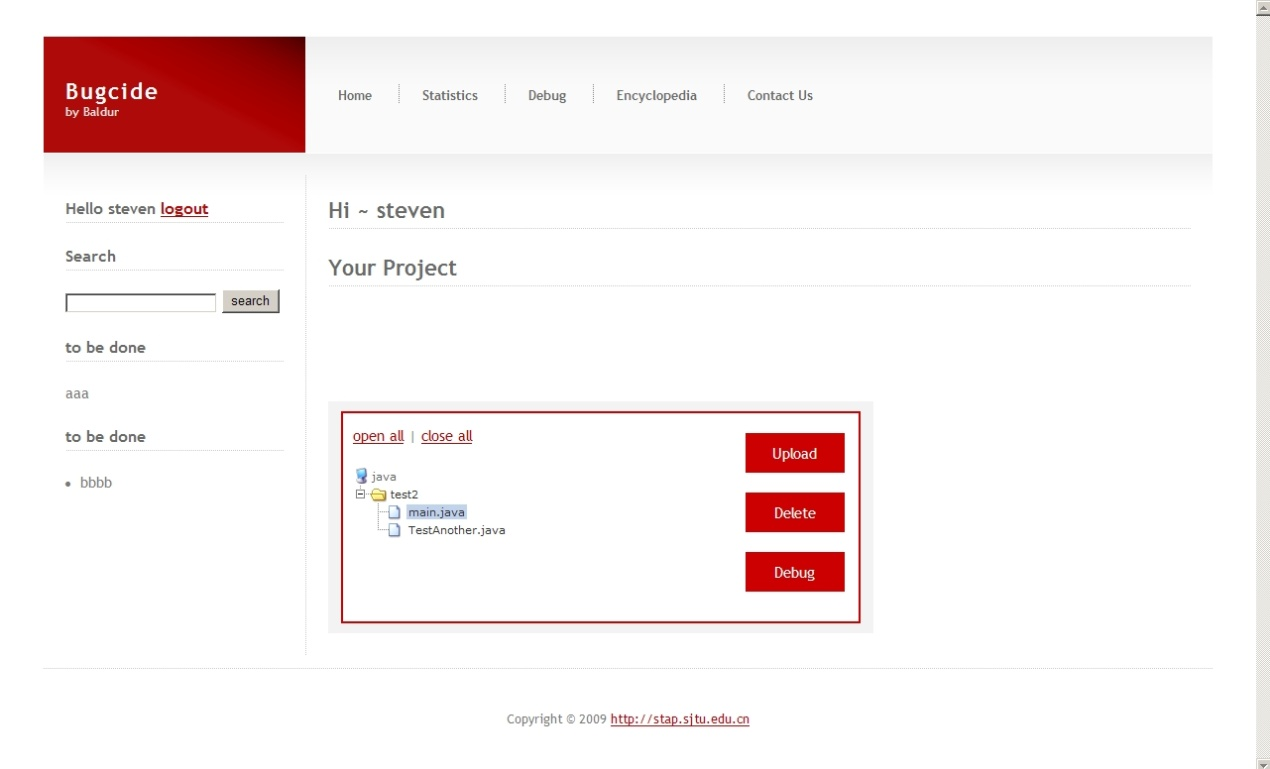 Bugcide
by Baldur
Home
Statistics
Debug
Encyclopedia
Contact Us
Hello steven logout
Search
search
to be done
aaa
to be done
bbbb
Hi ~ steven
Your Project
open all | close all
java
test2
main.java
TestAnother.java
Upload
Delete
Debug
Copyright © 2009 http://stap.sjtu.edu.cn